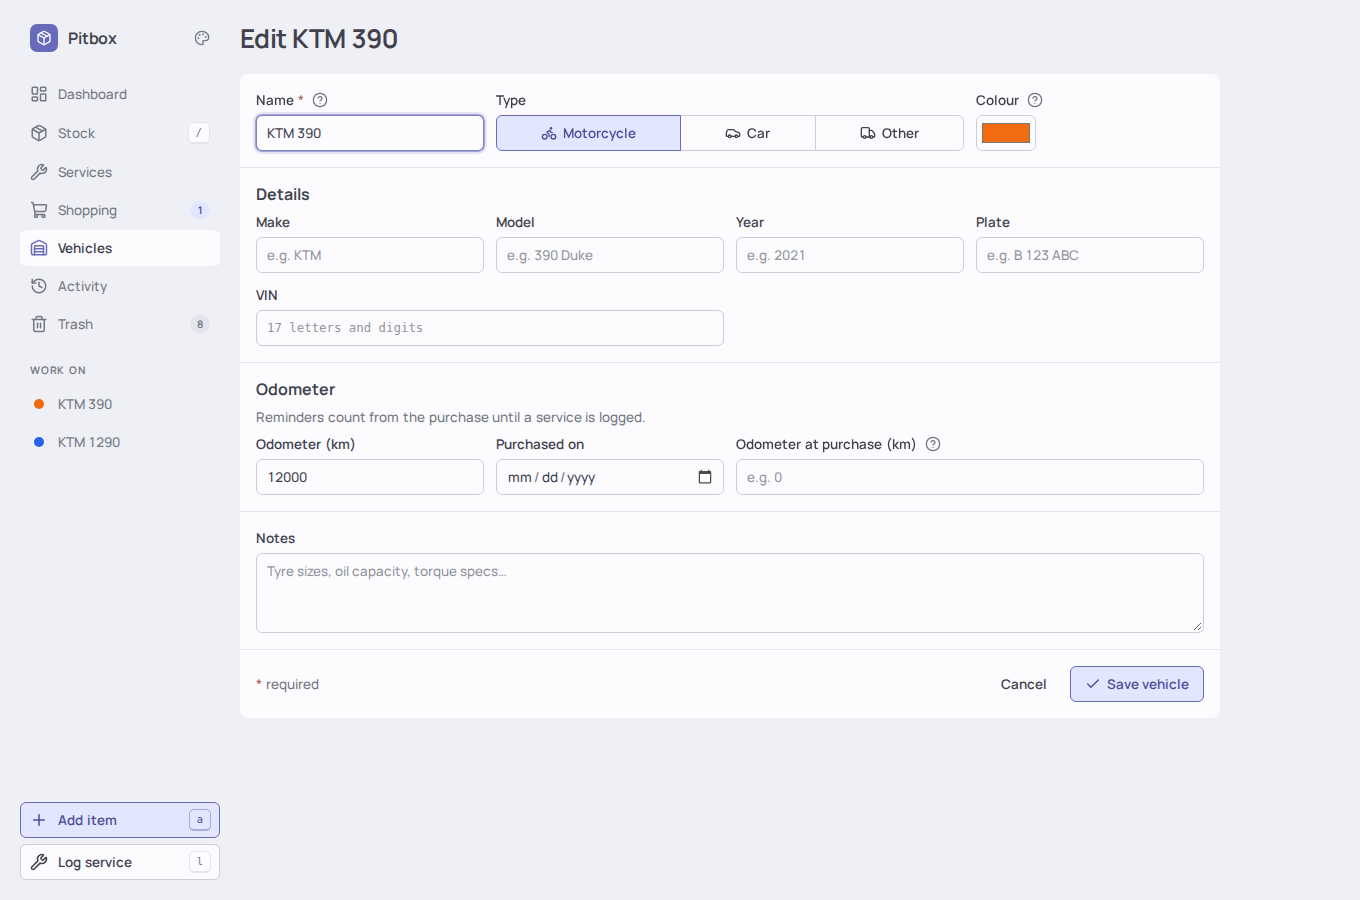 Pitbox
Dashboard
Stock /
Services
Shopping 1
Vehicles
Activity
Trash 8
WORK ON
KTM 390
KTM 1290
Add item a
Log service l
Edit KTM 390
Name * Type Colour
KTM 390 Motorcycle Car Other
Details
Make Model Year Plate
e.g. KTM e.g. 390 Duke e.g. 2021 e.g. B 123 ABC
VIN
17 letters and digits
Odometer
Reminders count from the purchase until a service is logged.
Odometer (km) Purchased on Odometer at purchase (km)
12000 mm/dd/yyyy e.g. 0
Notes
Tyre sizes, oil capacity, torque specs…
* required Cancel Save vehicle